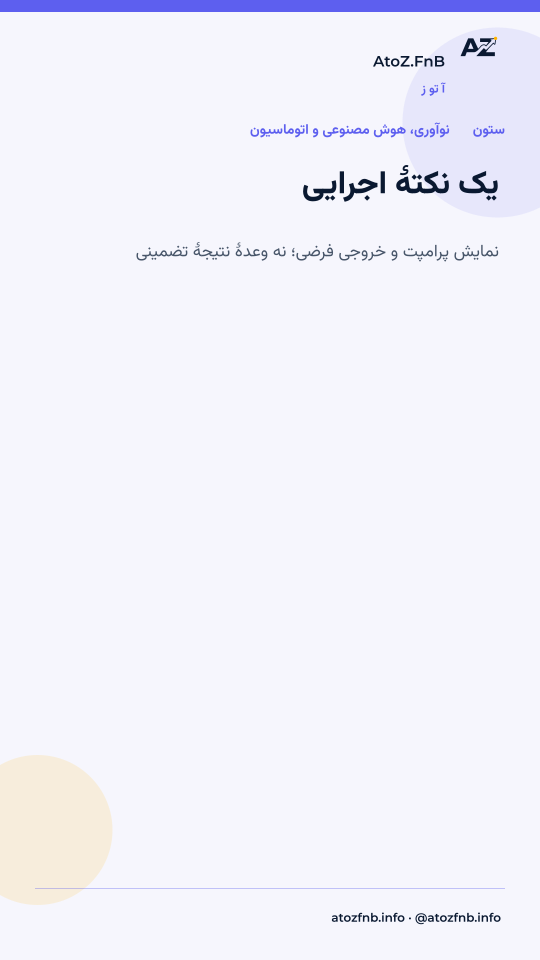 AZ
AtoZ.FnB
آ تو ز
ستون نوآوری، هوش مصنوعی و اتوماسیون
یک نکتهٔ اجرایی
نمایش پرامپت و خروجی فرضی؛ نه وعدهٔ نتیجهٔ تضمینی
atozfnb.info · @atozfnb.info